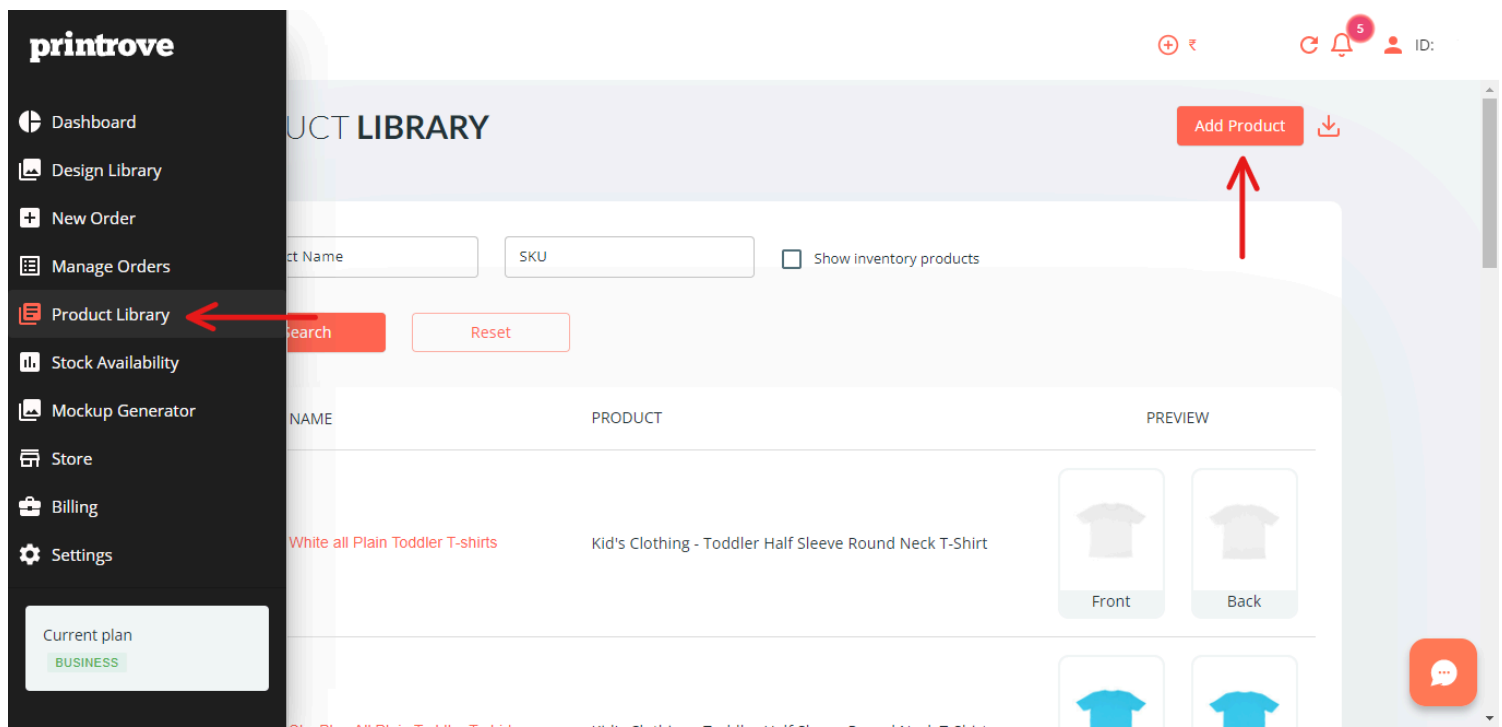 printrove
5
₹
ID:
Dashboard
Design Library
New Order
Manage Orders
Product Library
Stock Availability
Mockup Generator
Store
Billing
Settings
Current plan
BUSINESS
UCT LIBRARY
Add Product
ct Name
SKU
Show inventory products
Search
Reset
NAME
PRODUCT
PREVIEW
White all Plain Toddler T-shirts
Kid's Clothing - Toddler Half Sleeve Round Neck T-Shirt
Front
Back